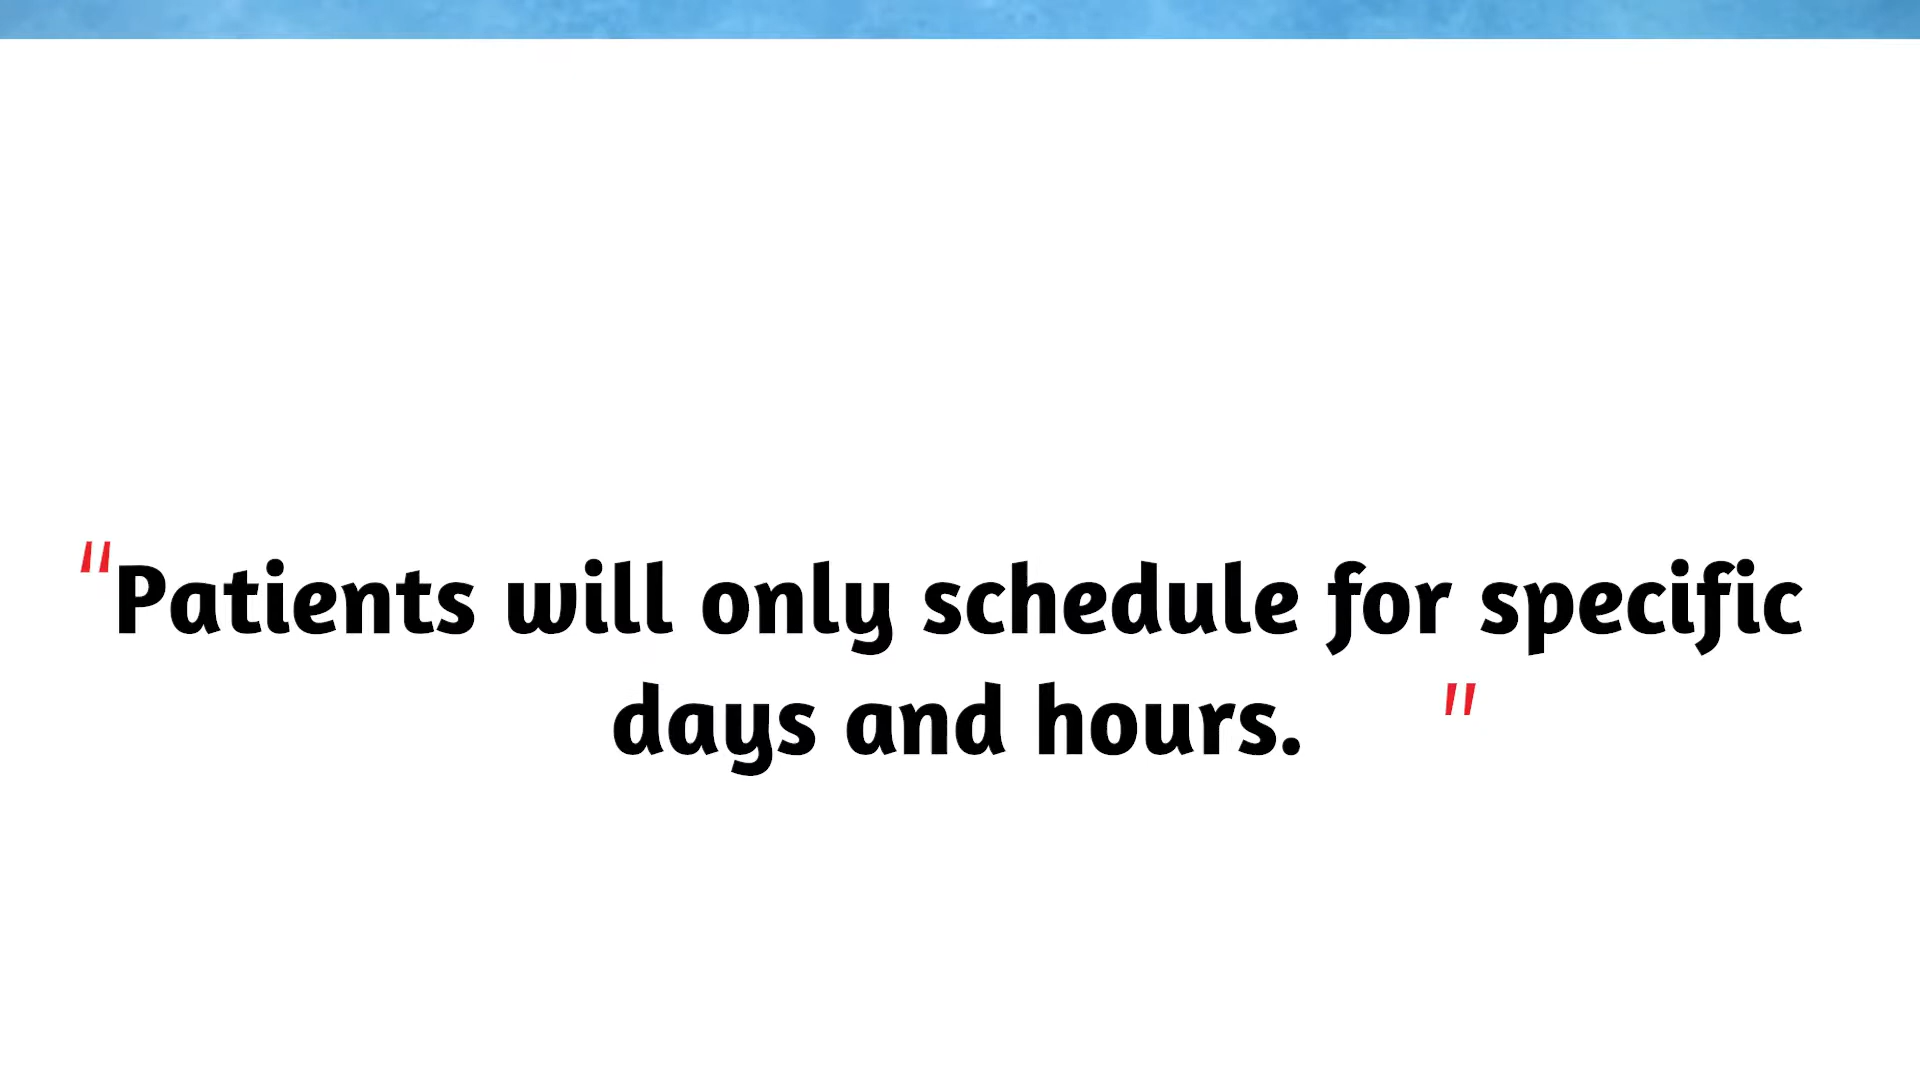 "Patients will only schedule for specific
days and hours. "